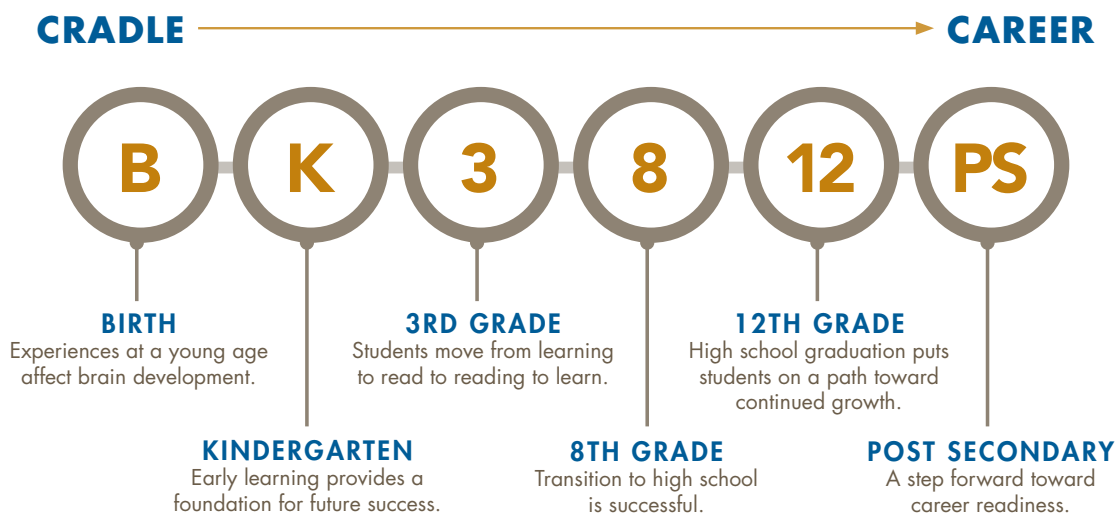 CRADLE
CAREER
B
K
3
8
12
PS
BIRTH
Experiences at a young age
affect brain development.
3RD GRADE
Students move from learning
to read to reading to learn.
12TH GRADE
High school graduation puts
students on a path toward
continued growth.
KINDERGARTEN
Early learning provides a
foundation for future success.
8TH GRADE
Transition to high school
is successful.
POST SECONDARY
A step forward toward
career readiness.